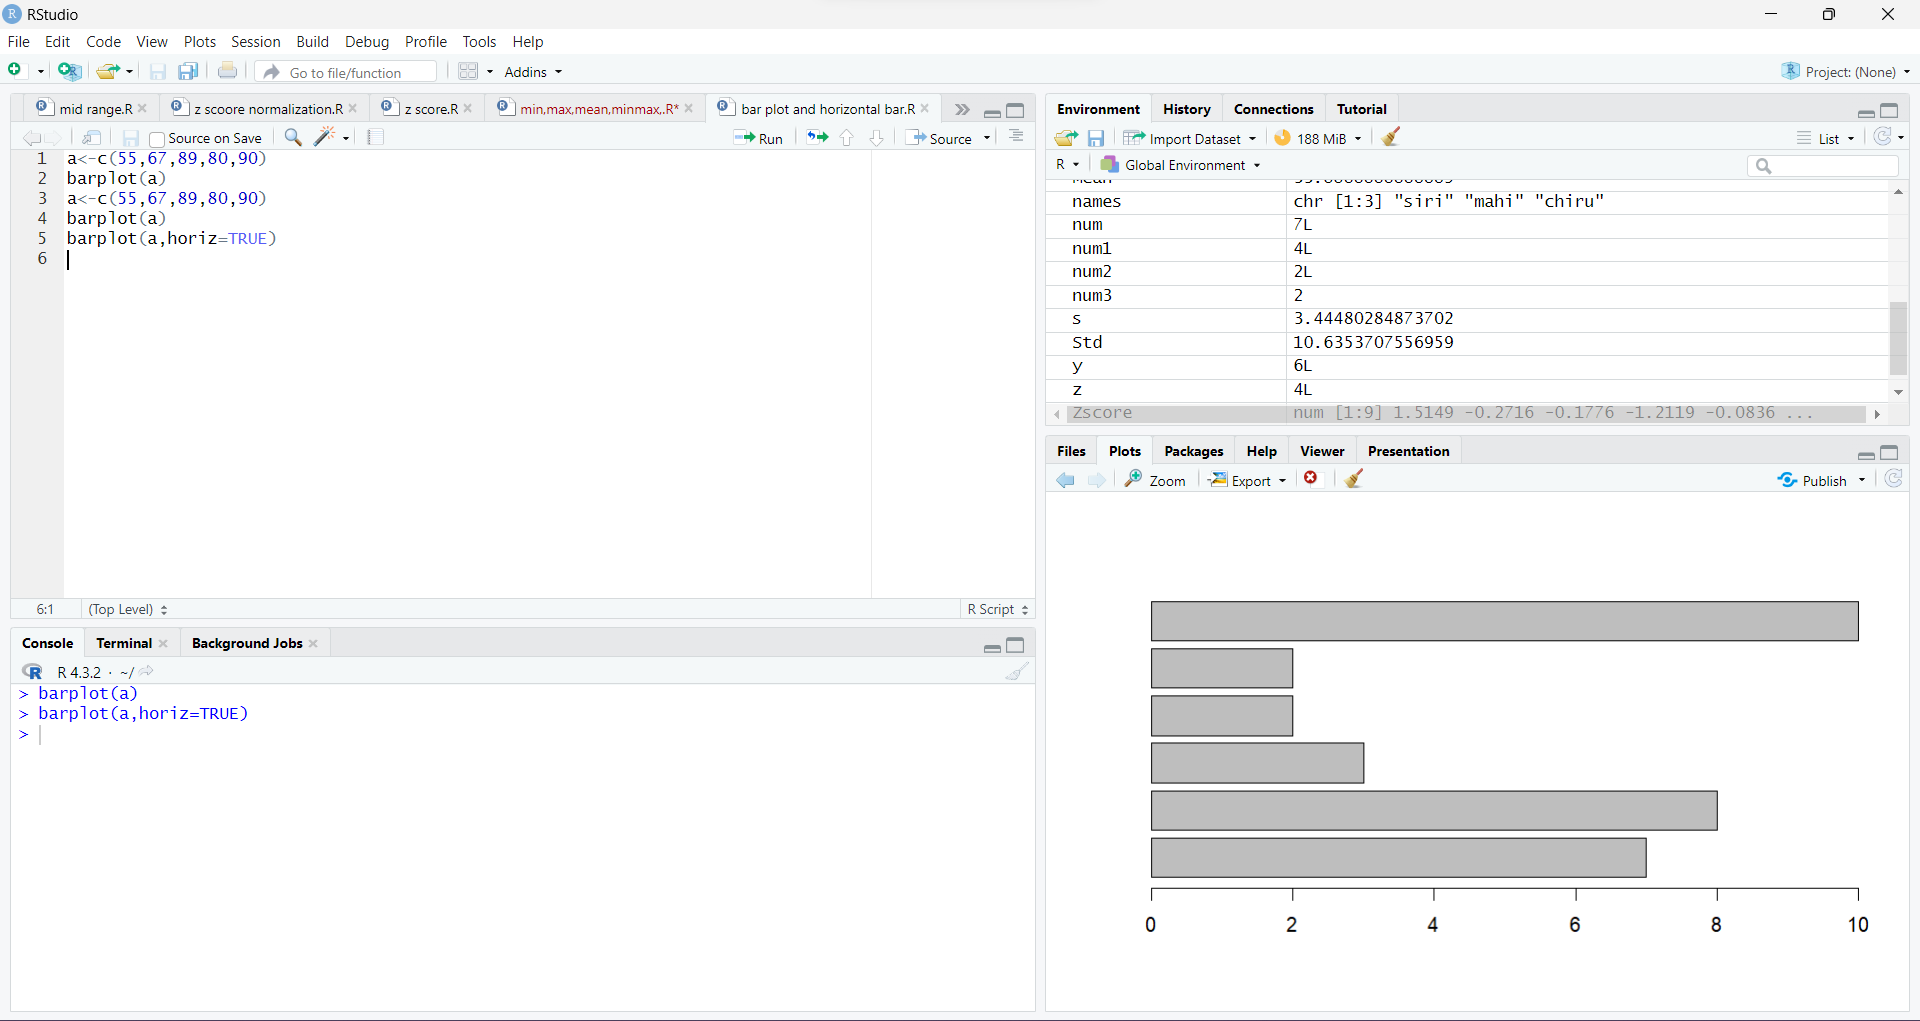 RStudio
File Edit Code View Plots Session Build Debug Profile Tools Help
Go to file/function Addins Project: (None)
mid range.R z scoore normalization.R z score.R min,max,mean,minmax,.R* bar plot and horizontal bar.R
Source on Save Run Source
1 a<-c(55,67,89,80,90)
2 barplot(a)
3 a<-c(55,67,89,80,90)
4 barplot(a)
5 barplot(a,horiz=TRUE)
6
6:1 (Top Level) R Script
Console Terminal Background Jobs
R 4.3.2 · ~/
> barplot(a)
> barplot(a,horiz=TRUE)
>
Environment History Connections Tutorial
Import Dataset 188 MiB List
R Global Environment
names chr [1:3] "siri" "mahi" "chiru"
num 7L
num1 4L
num2 2L
num3 2
s 3.44480284873702
Std 10.6353707556959
y 6L
z 4L
Zscore num [1:9] 1.5149 -0.2716 -0.1776 -1.2119 -0.0836 ...
Files Plots Packages Help Viewer Presentation
Zoom Export Publish
0 2 4 6 8 10